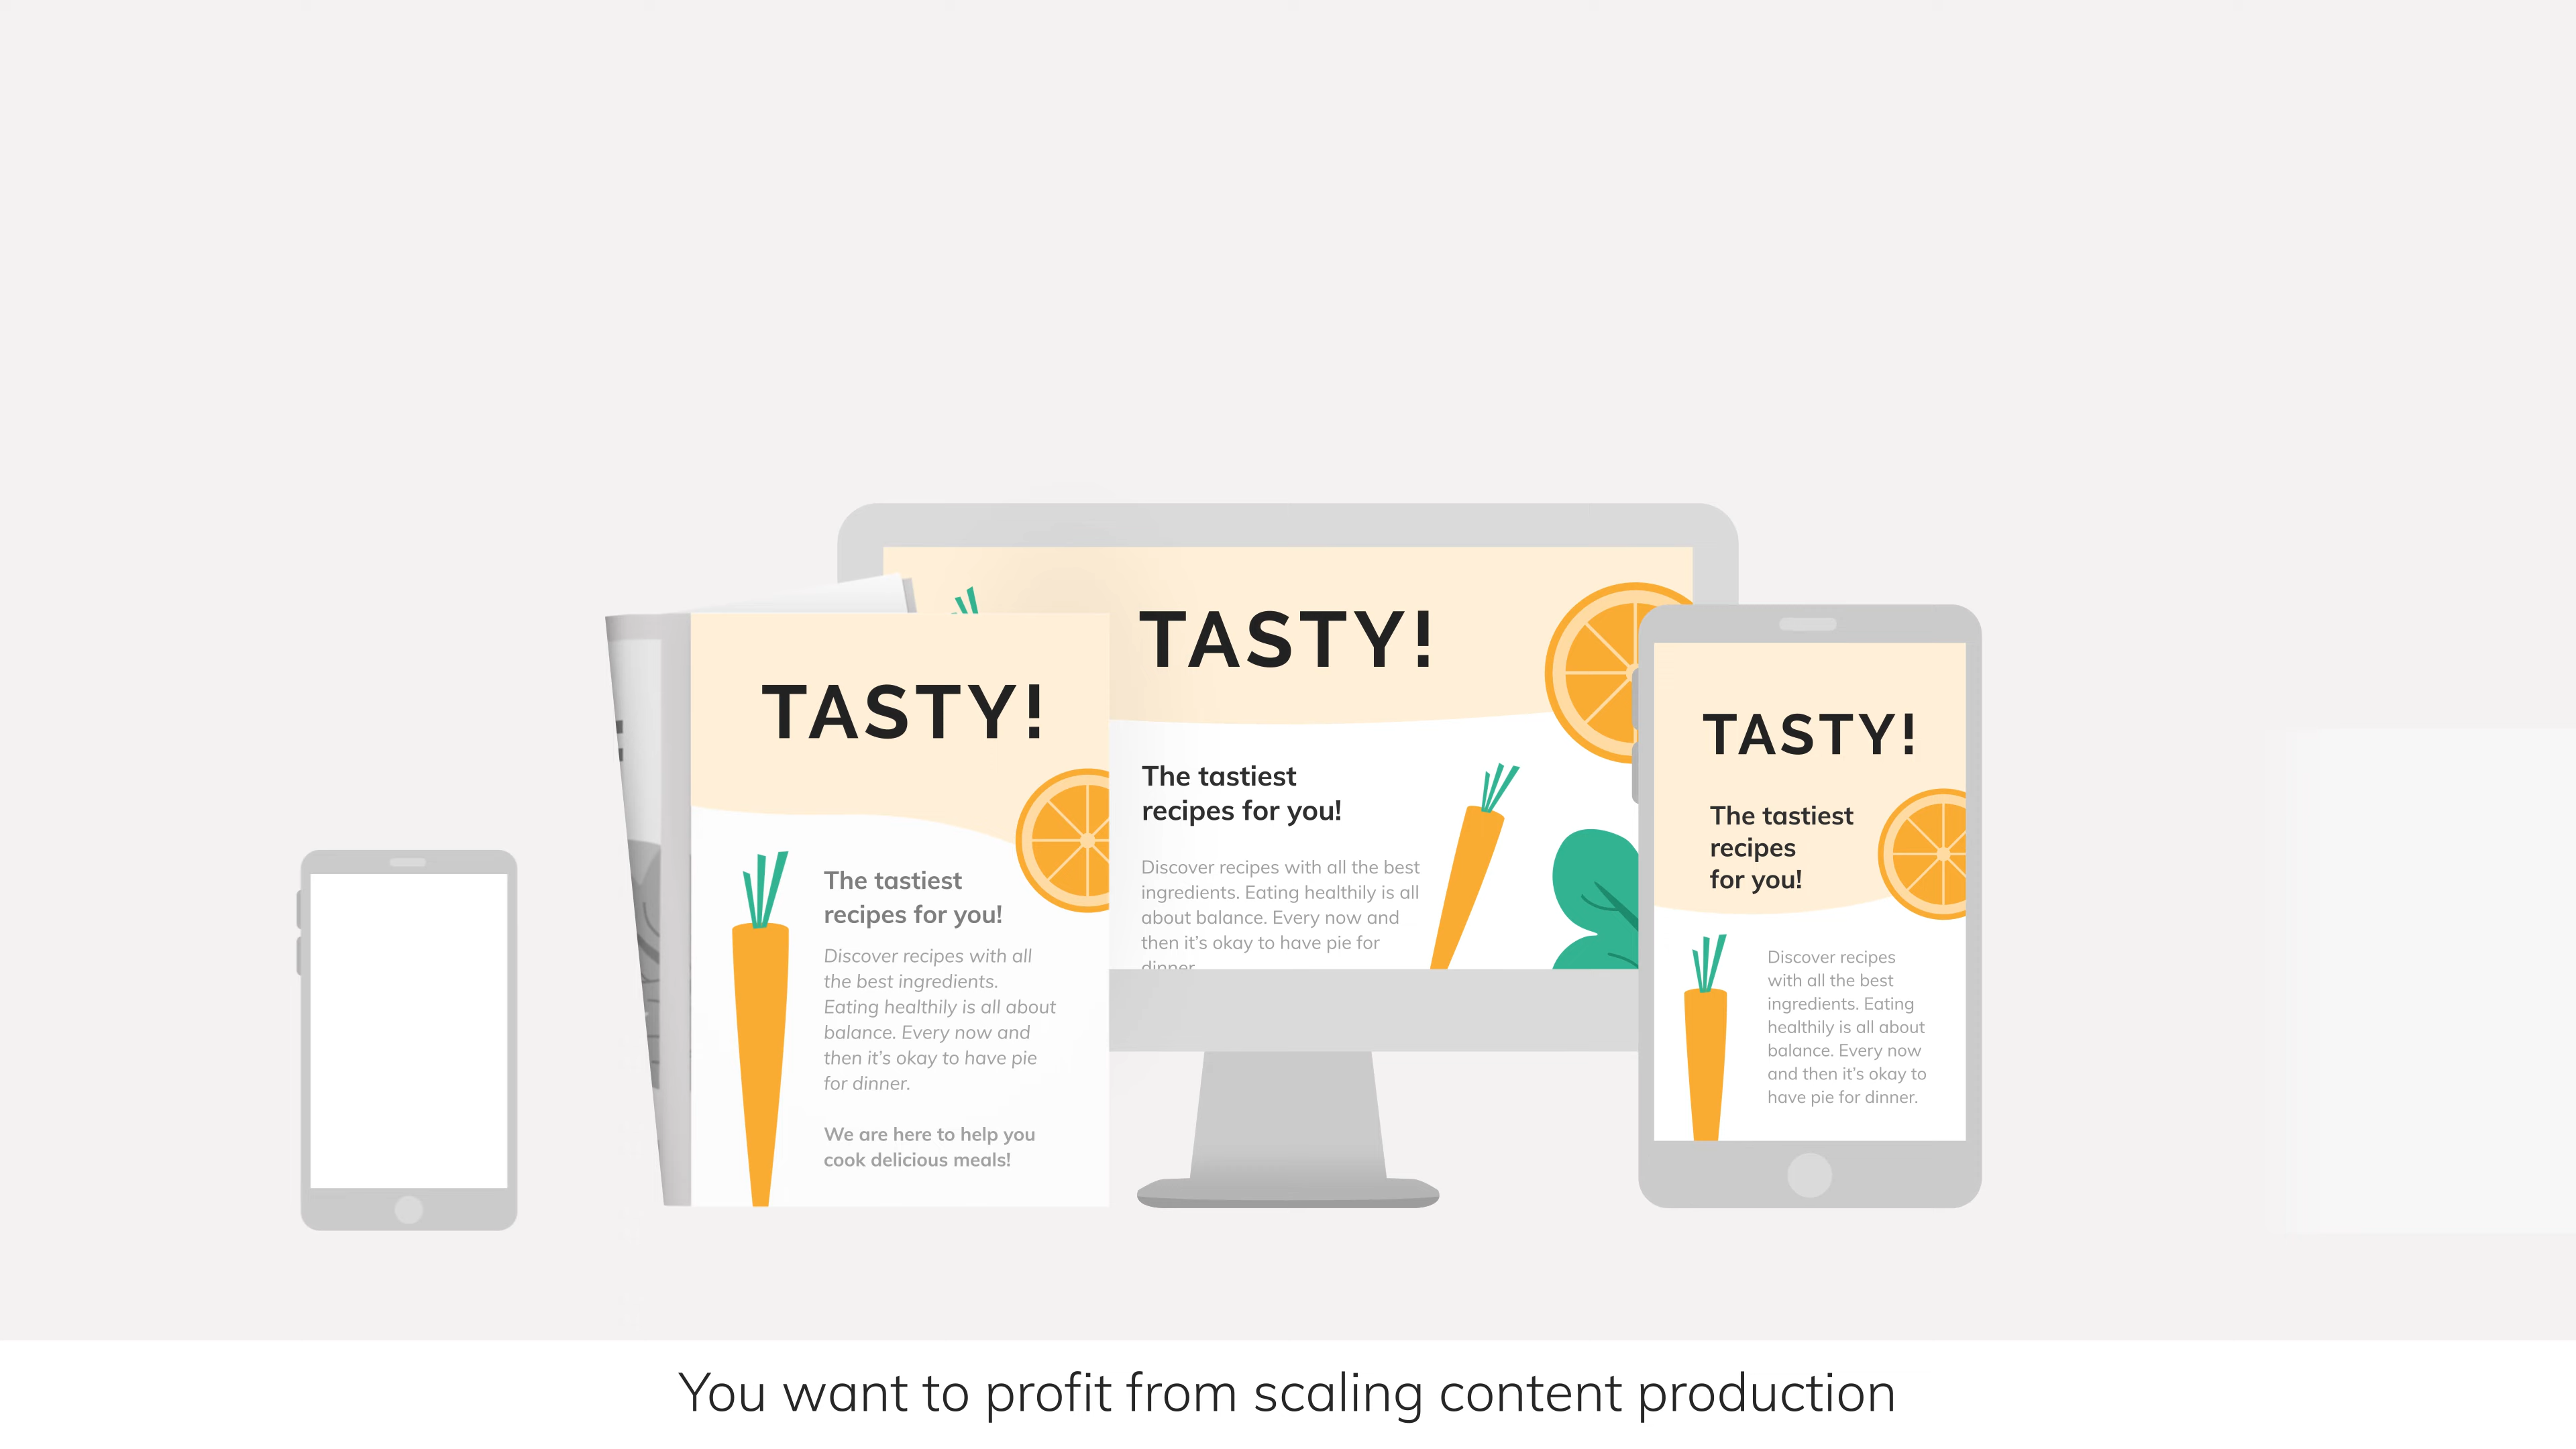 TASTY!
The tastiest
recipes for you!
Discover recipes with all
the best ingredients.
Eating healthily is all about
balance. Every now and
then it's okay to have pie
for dinner.
We are here to help you
cook delicious meals!
TASTY!
The tastiest
recipes for you!
Discover recipes with all the best
ingredients. Eating healthily is all
about balance. Every now and
then it's okay to have pie for
dinner
TASTY!
The tastiest
recipes
for you!
Discover recipes
with all the best
ingredients. Eating
healthily is all about
balance. Every now
and then it's okay to
have pie for dinner.
You want to profit from scaling content production